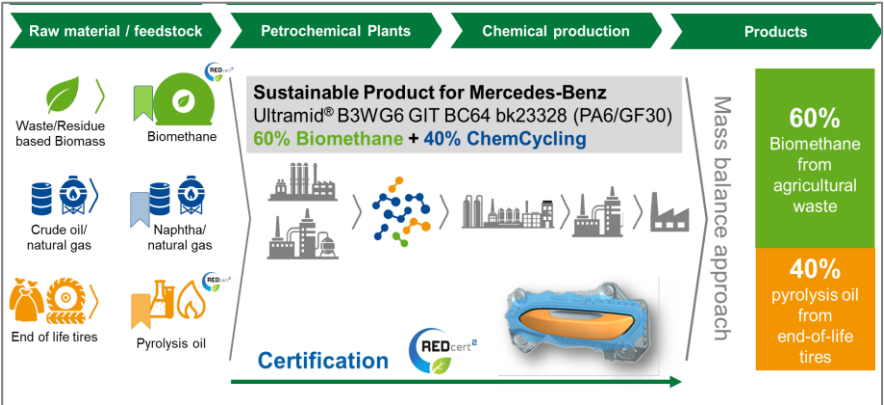 Raw material / feedstock
Petrochemical Plants
Chemical production
Products
REDcert²
Waste/Residue
based Biomass
Biomethane
Sustainable Product for Mercedes-Benz
Ultramid® B3WG6 GIT BC64 bk23328 (PA6/GF30)
60% Biomethane + 40% ChemCycling
Crude oil/
natural gas
Naphtha/
natural gas
REDcert²
End of life tires
Pyrolysis oil
Certification
REDcert²
Mass balance approach
60%
Biomethane
from
agricultural
waste
40%
pyrolysis oil
from
end-of-life
tires